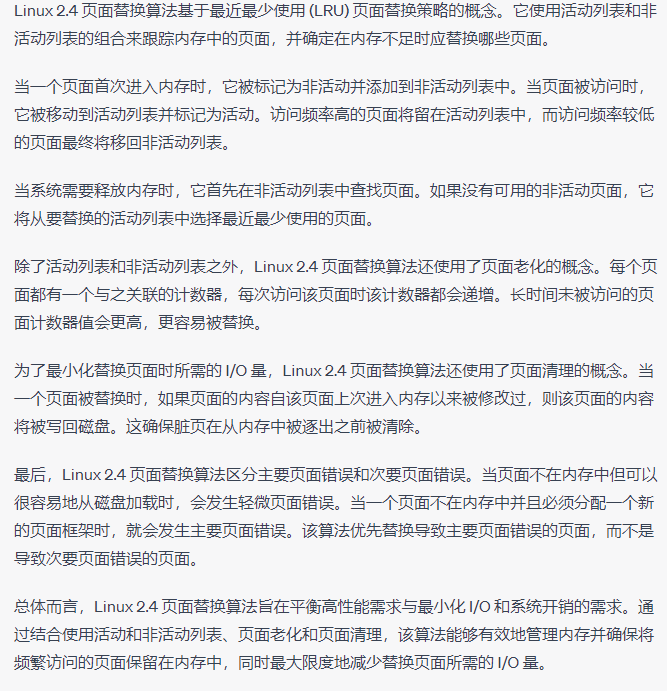 Linux 2.4 页面替换算法基于最近最少使用 (LRU) 页面替换策略的概念。它使用活动列表和非
活动列表的组合来跟踪内存中的页面，并确定在内存不足时应替换哪些页面。
当一个页面首次进入内存时，它被标记为非活动并添加到非活动列表中。当页面被访问时，
它被移动到活动列表并标记为活动。访问频率高的页面将留在活动列表中，而访问频率较低
的页面最终将移回非活动列表。
当系统需要释放内存时，它首先在非活动列表中查找页面。如果没有可用的非活动页面，它
将从要替换的活动列表中选择最近最少使用的页面。
除了活动列表和非活动列表之外，Linux 2.4 页面替换算法还使用了页面老化的概念。每个页
面都有一个与之关联的计数器，每次访问该页面时该计数器都会递增。长时间未被访问的页
面计数器值会更高，更容易被替换。
为了最小化替换页面时所需的 I/O 量，Linux 2.4 页面替换算法还使用了页面清理的概念。当
一个页面被替换时，如果页面的内容自该页面上次进入内存以来被修改过，则该页面的内容
将被写回磁盘。这确保脏页在从内存中被逐出之前被清除。
最后，Linux 2.4 页面替换算法区分主要页面错误和次要页面错误。当页面不在内存中但可以
很容易地从磁盘加载时，会发生轻微页面错误。当一个页面不在内存中并且必须分配一个新
的页面框架时，就会发生主要页面错误。该算法优先替换导致主要页面错误的页面，而不是
导致次要页面错误的页面。
总体而言，Linux 2.4 页面替换算法旨在平衡高性能需求与最小化 I/O 和系统开销的需求。通
过结合使用活动和非活动列表、页面老化和页面清理，该算法能够有效地管理内存并确保将
频繁访问的页面保留在内存中，同时最大限度地减少替换页面所需的 I/O 量。